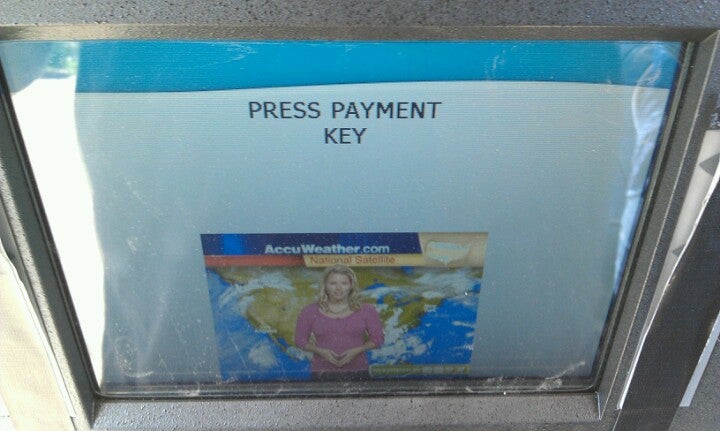 PRESS PAYMENT
KEY
AccuWeather.com
National Satellite